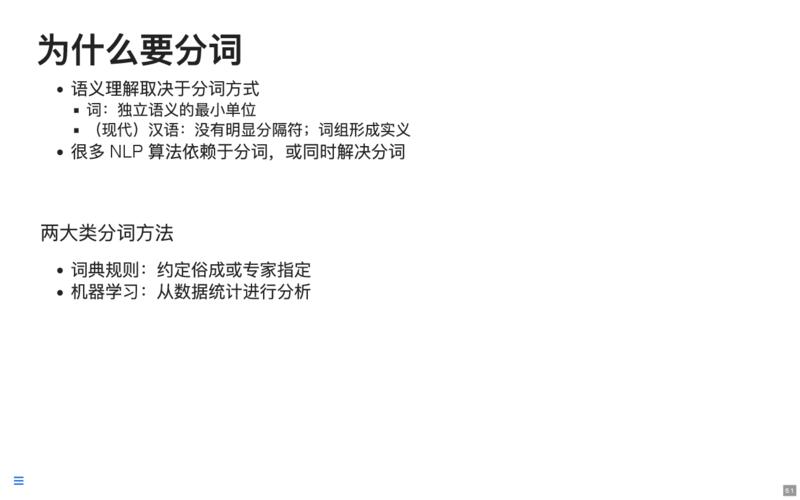 为什么要分词
语义理解取决于分词方式
词：独立语义的最小单位
（现代）汉语：没有明显分隔符；词组形成实义
很多 NLP 算法依赖于分词，或同时解决分词
两大类分词方法
词典规则：约定俗成或专家指定
机器学习：从数据统计进行分析